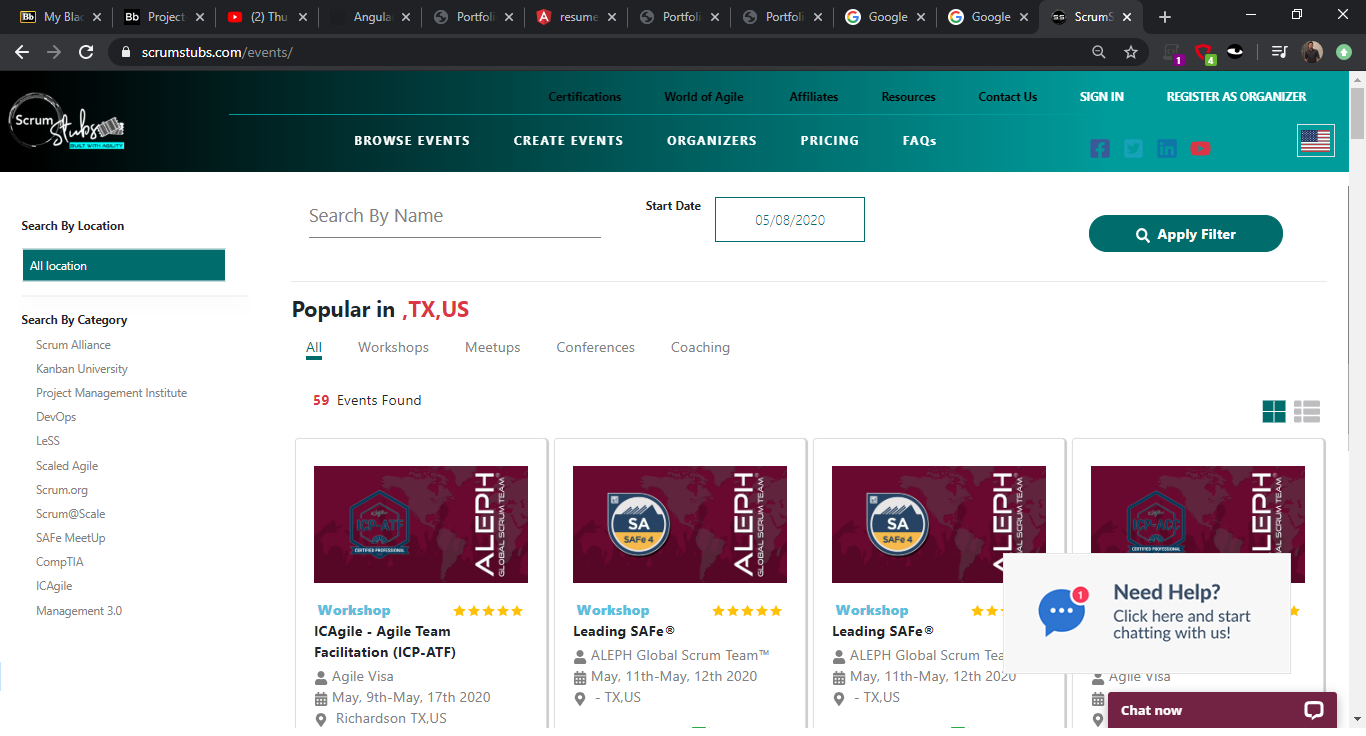 My Blac
Project:
(2) Thu
Angula
Portfoli
resume
Portfoli
Portfoli
Google
Google
ScrumS
scrumstubs.com/events/
1
4
Certifications
World of Agile
Affiliates
Resources
Contact Us
SIGN IN
REGISTER AS ORGANIZER
Scrum
Stubs
BUILT WITH AGILITY
BROWSE EVENTS
CREATE EVENTS
ORGANIZERS
PRICING
FAQs
Search By Location
All location
Search By Category
Scrum Alliance
Kanban University
Project Management Institute
DevOps
LeSS
Scaled Agile
Scrum.org
Scrum@Scale
SAFe MeetUp
CompTIA
ICAgile
Management 3.0
Search By Name
Start Date
05/08/2020
Apply Filter
Popular in ,TX,US
All
Workshops
Meetups
Conferences
Coaching
59 Events Found
ICP-ATF
CERTIFIED PROFESSIONAL
ALEPH
GLOBAL SCRUM TEAM™
Workshop
ICAgile - Agile Team
Facilitation (ICP-ATF)
Agile Visa
May, 9th-May, 17th 2020
Richardson TX,US
SA
SAFe 4
ALEPH
GLOBAL SCRUM TEAM™
Workshop
Leading SAFe®
ALEPH Global Scrum Team™
May, 11th-May, 12th 2020
- TX,US
SA
SAFe 4
ALEPH
Workshop
Leading SAFe®
ALEPH Global Scrum Tea
May, 11th-May, 12th 2020
- TX,US
ICP-ACC
CERTIFIED PROFESSIONAL
ALEPH
GLOBAL SCRUM TEAM
Agile Visa
1
Need Help?
Click here and start
chatting with us!
Chat now